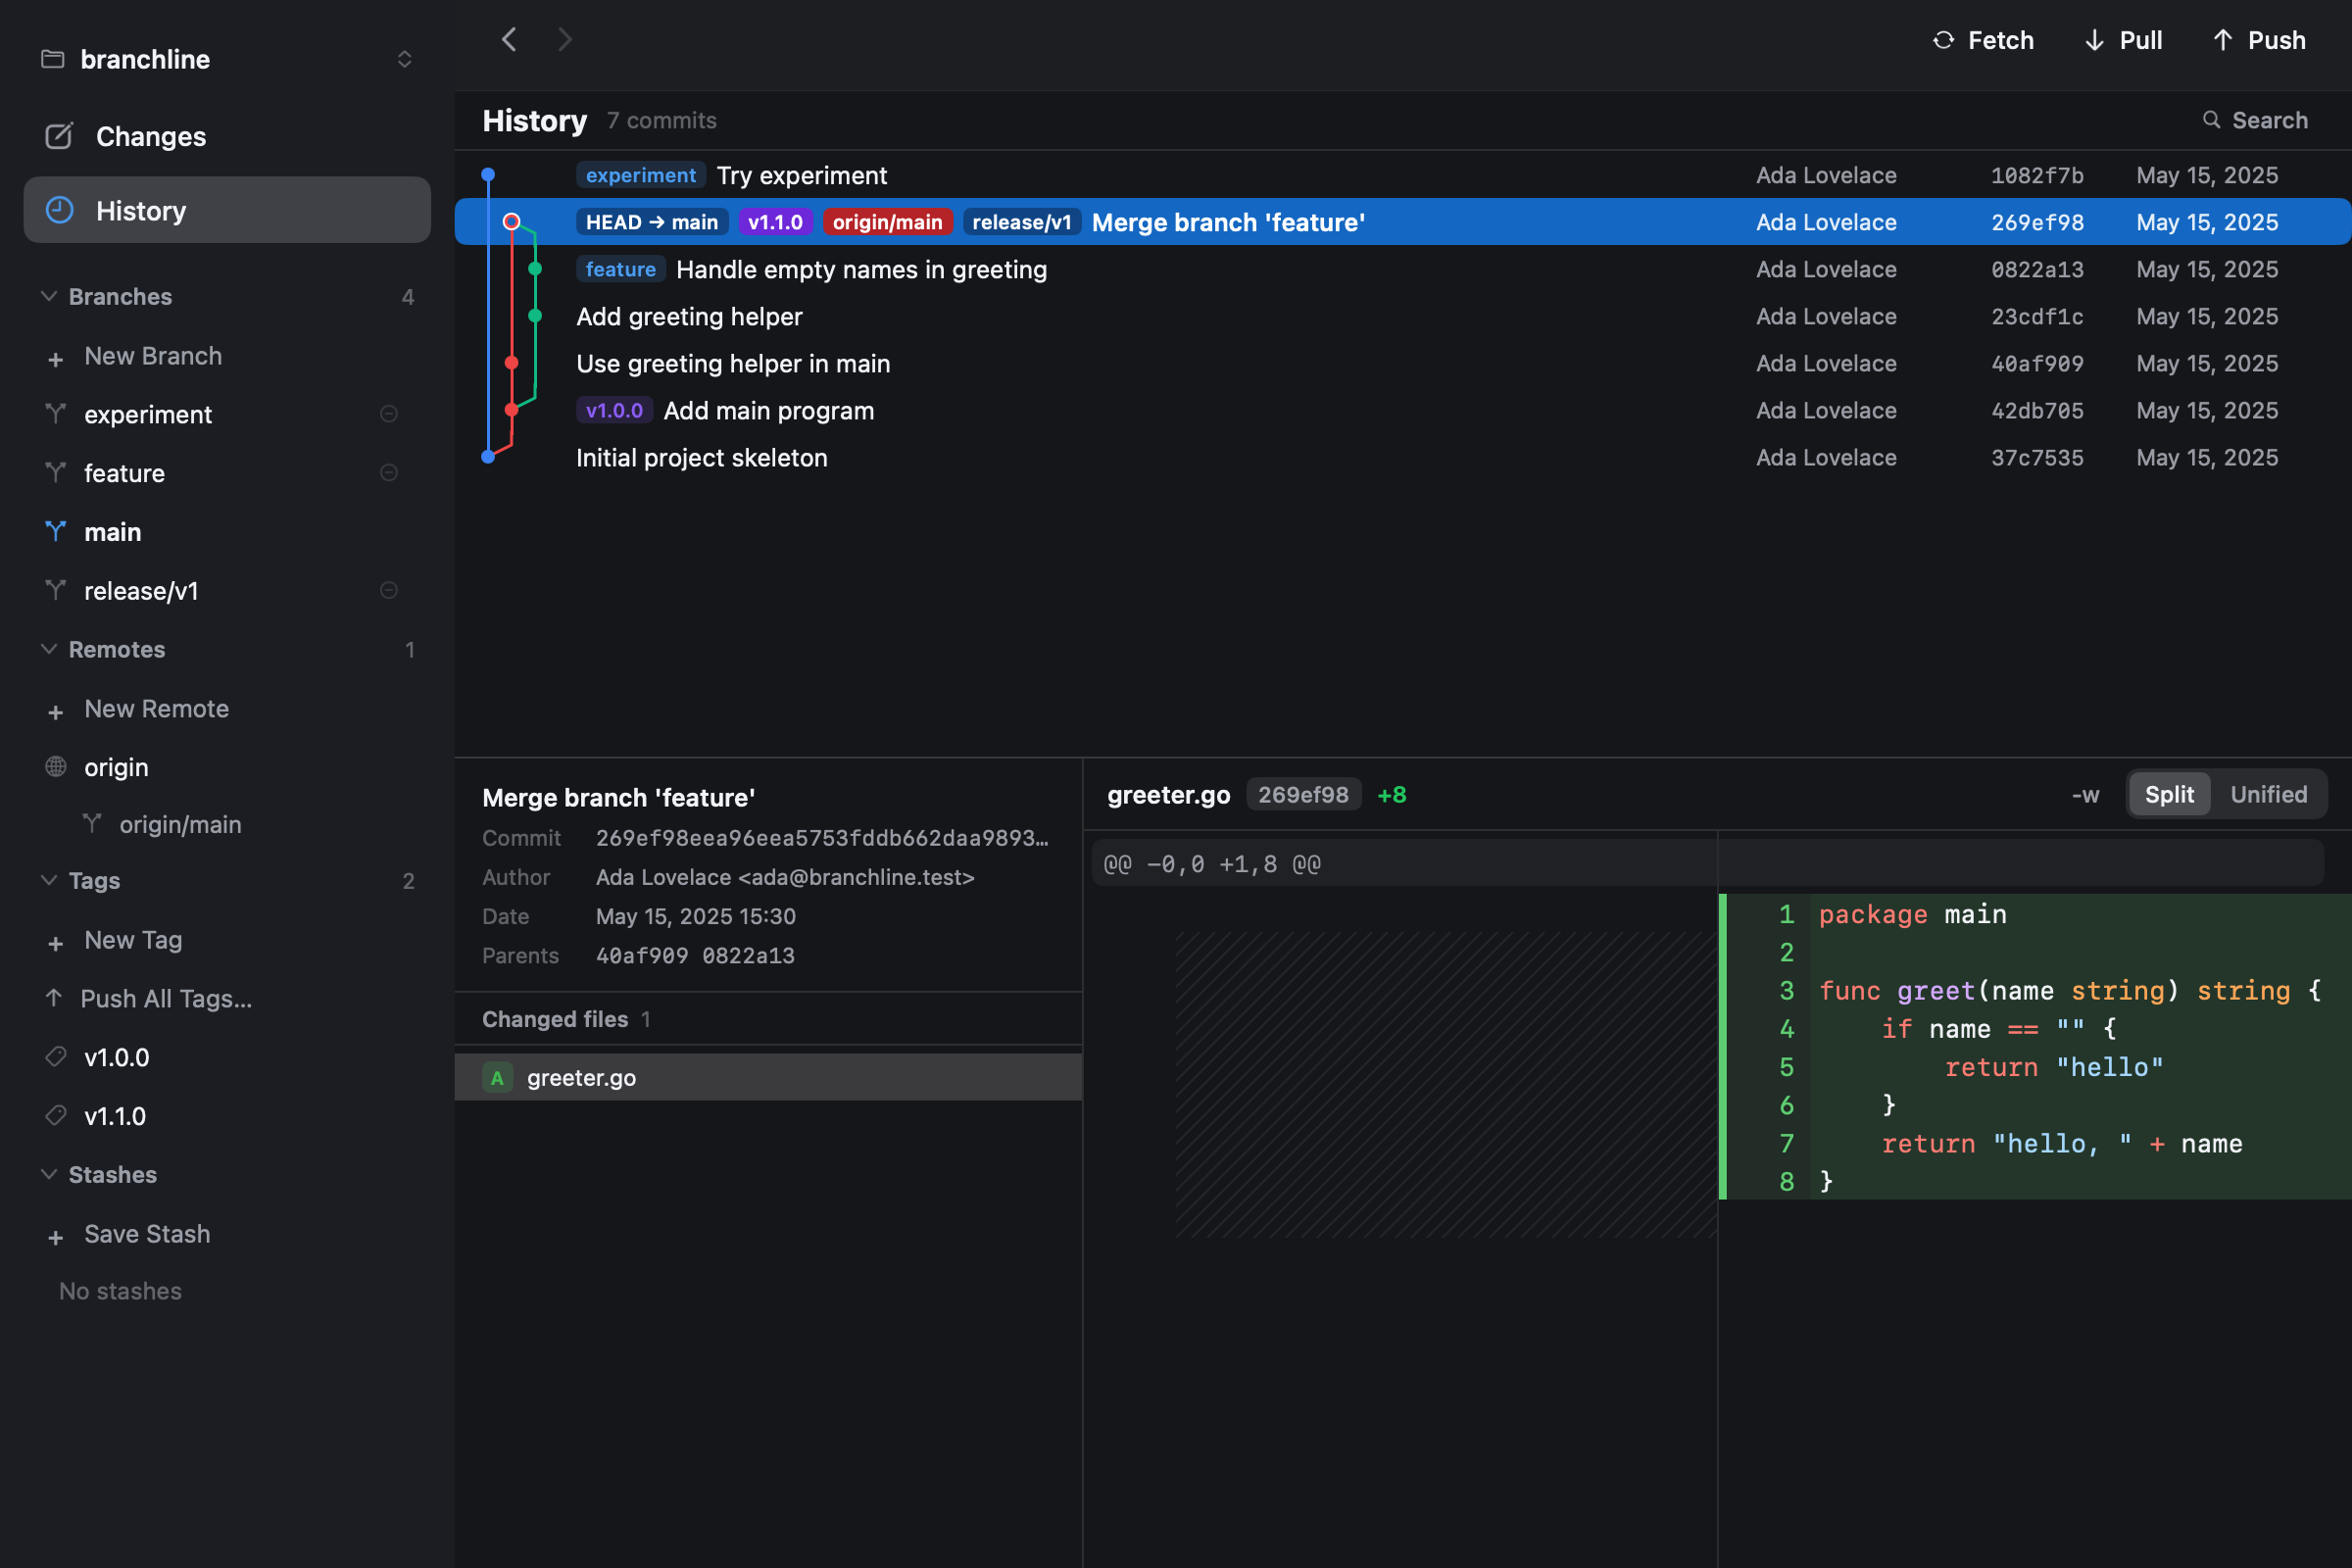 branchline
Changes
History
Branches 4
+ New Branch
experiment
feature
main
release/v1
Remotes 1
+ New Remote
origin
origin/main
Tags 2
+ New Tag
Push All Tags...
v1.0.0
v1.1.0
Stashes
+ Save Stash
No stashes
Fetch Pull Push
History 7 commits Search
experiment Try experiment Ada Lovelace 1082f7b May 15, 2025
HEAD → main v1.1.0 origin/main release/v1 Merge branch 'feature' Ada Lovelace 269ef98 May 15, 2025
feature Handle empty names in greeting Ada Lovelace 0822a13 May 15, 2025
Add greeting helper Ada Lovelace 23cdf1c May 15, 2025
Use greeting helper in main Ada Lovelace 40af909 May 15, 2025
v1.0.0 Add main program Ada Lovelace 42db705 May 15, 2025
Initial project skeleton Ada Lovelace 37c7535 May 15, 2025
Merge branch 'feature'
Commit 269ef98eea96eea5753fddb662daa9893…
Author Ada Lovelace <ada@branchline.test>
Date May 15, 2025 15:30
Parents 40af909 0822a13
Changed files 1
A greeter.go
greeter.go 269ef98 +8 -w Split Unified
@@ −0,0 +1,8 @@
1 package main
2
3 func greet(name string) string {
4     if name == "" {
5         return "hello"
6     }
7     return "hello, " + name
8 }